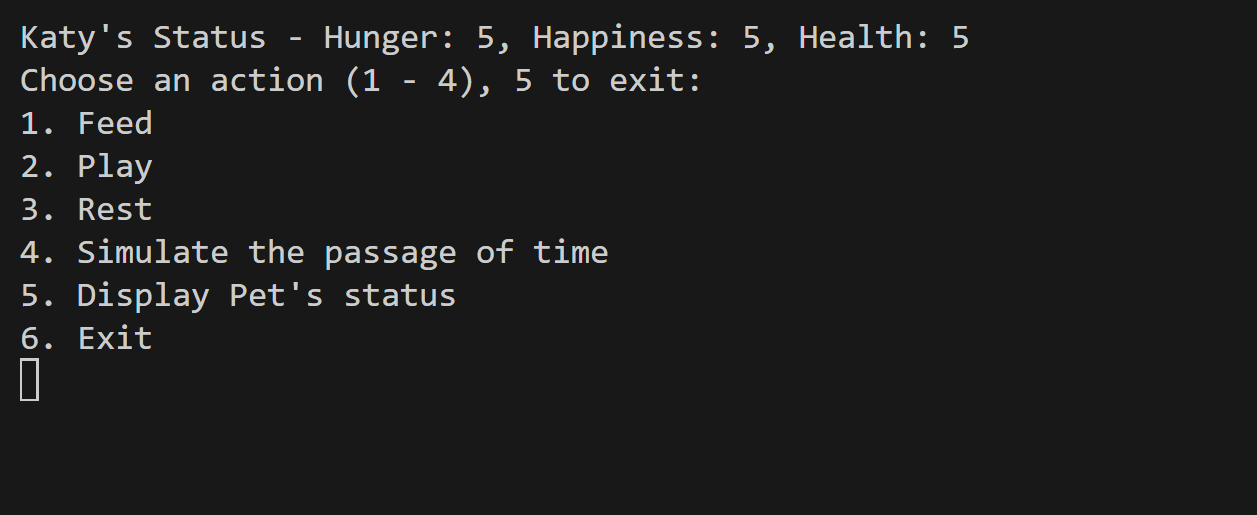 Katy's Status - Hunger: 5, Happiness: 5, Health: 5
Choose an action (1 - 4), 5 to exit:
1. Feed
2. Play
3. Rest
4. Simulate the passage of time
5. Display Pet's status
6. Exit